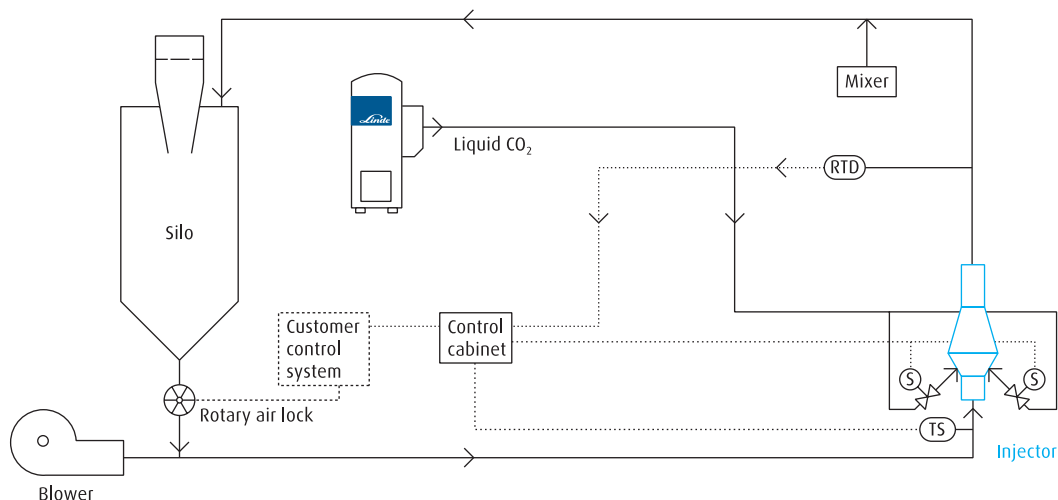 Mixer
Linde
Liquid CO₂
RTD
Silo
Customer
control
system
Control
cabinet
S
S
Rotary air lock
TS
Injector
Blower